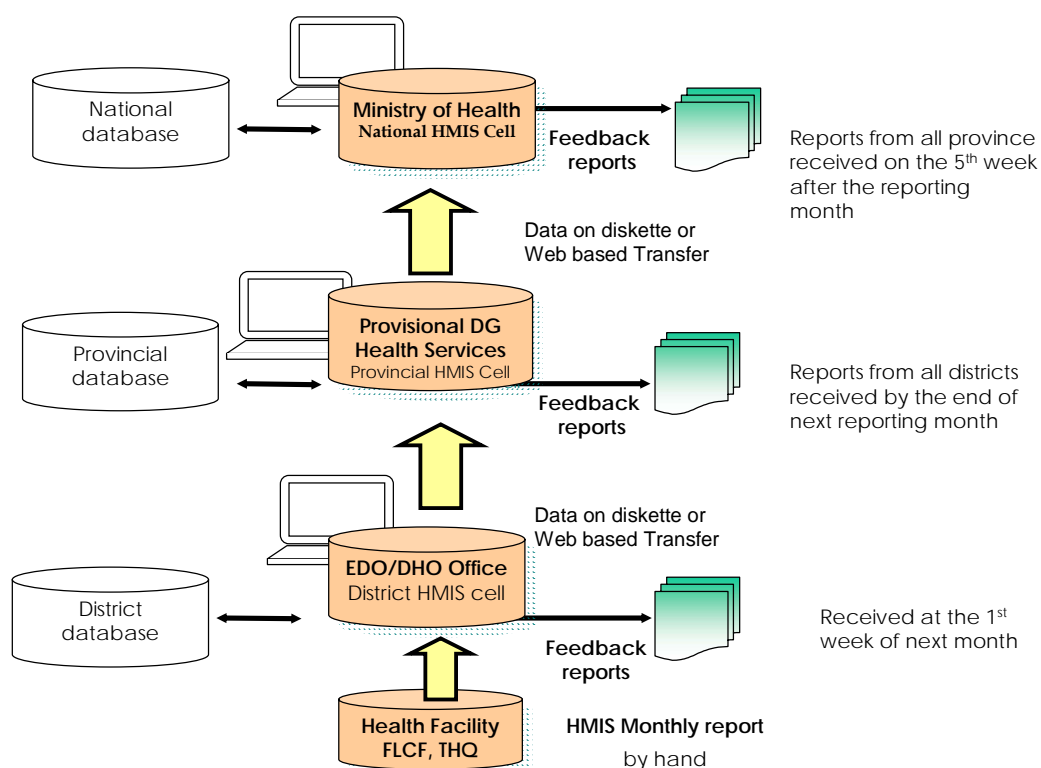 National
database
Ministry of Health
National HMIS Cell
Feedback
reports
Reports from all province
received on the 5th week
after the reporting
month
Data on diskette or
Web based Transfer
Provincial
database
Provisional DG
Health Services
Provincial HMIS Cell
Feedback
reports
Reports from all districts
received by the end of
next reporting month
Data on diskette or
Web based Transfer
District
database
EDO/DHO Office
District HMIS cell
Feedback
reports
Received at the 1st
week of next month
Health Facility
FLCF, THQ
HMIS Monthly report
by hand